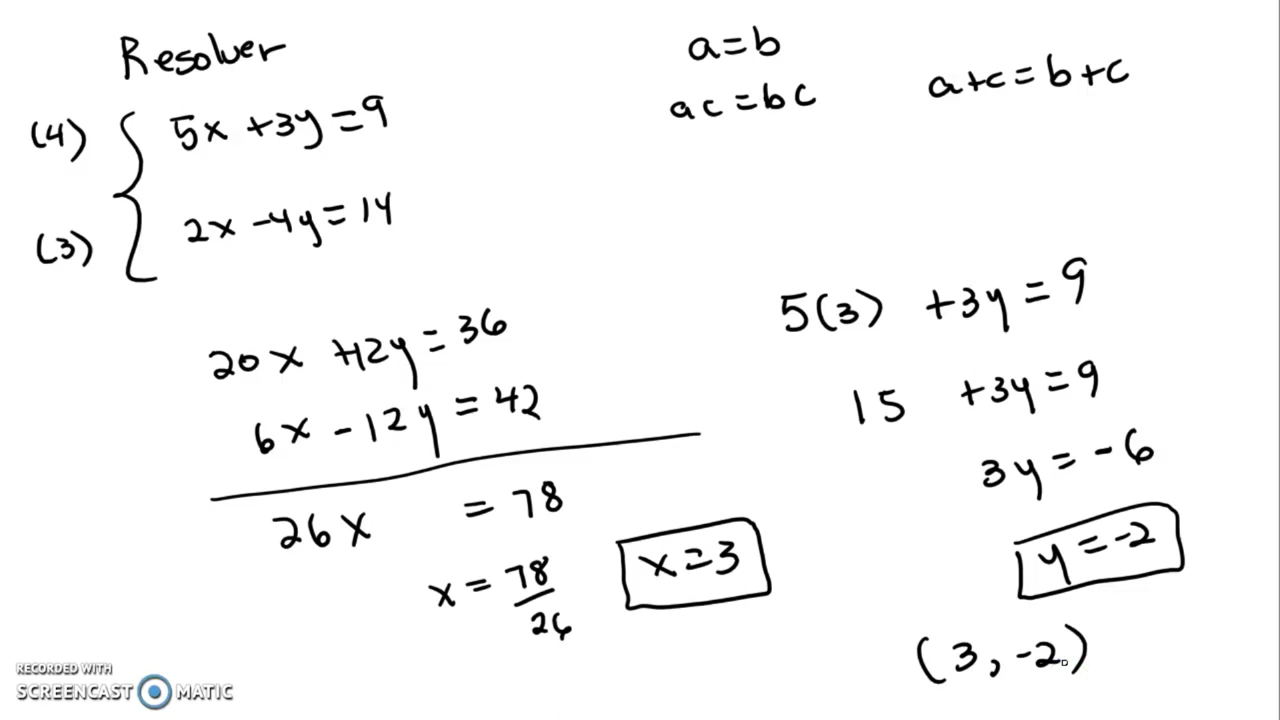 Resolver
(4) 5x +3y=9
(3) 2x -4y=14
a=b
ac=bc
a+c=b+c
20x +12y=36
6x -12y=42
26x =78
x=78/26
x=3
5(3) +3y=9
15 +3y=9
3y=-6
y=-2
(3,-2)
RECORDED WITH
SCREENCAST MATIC